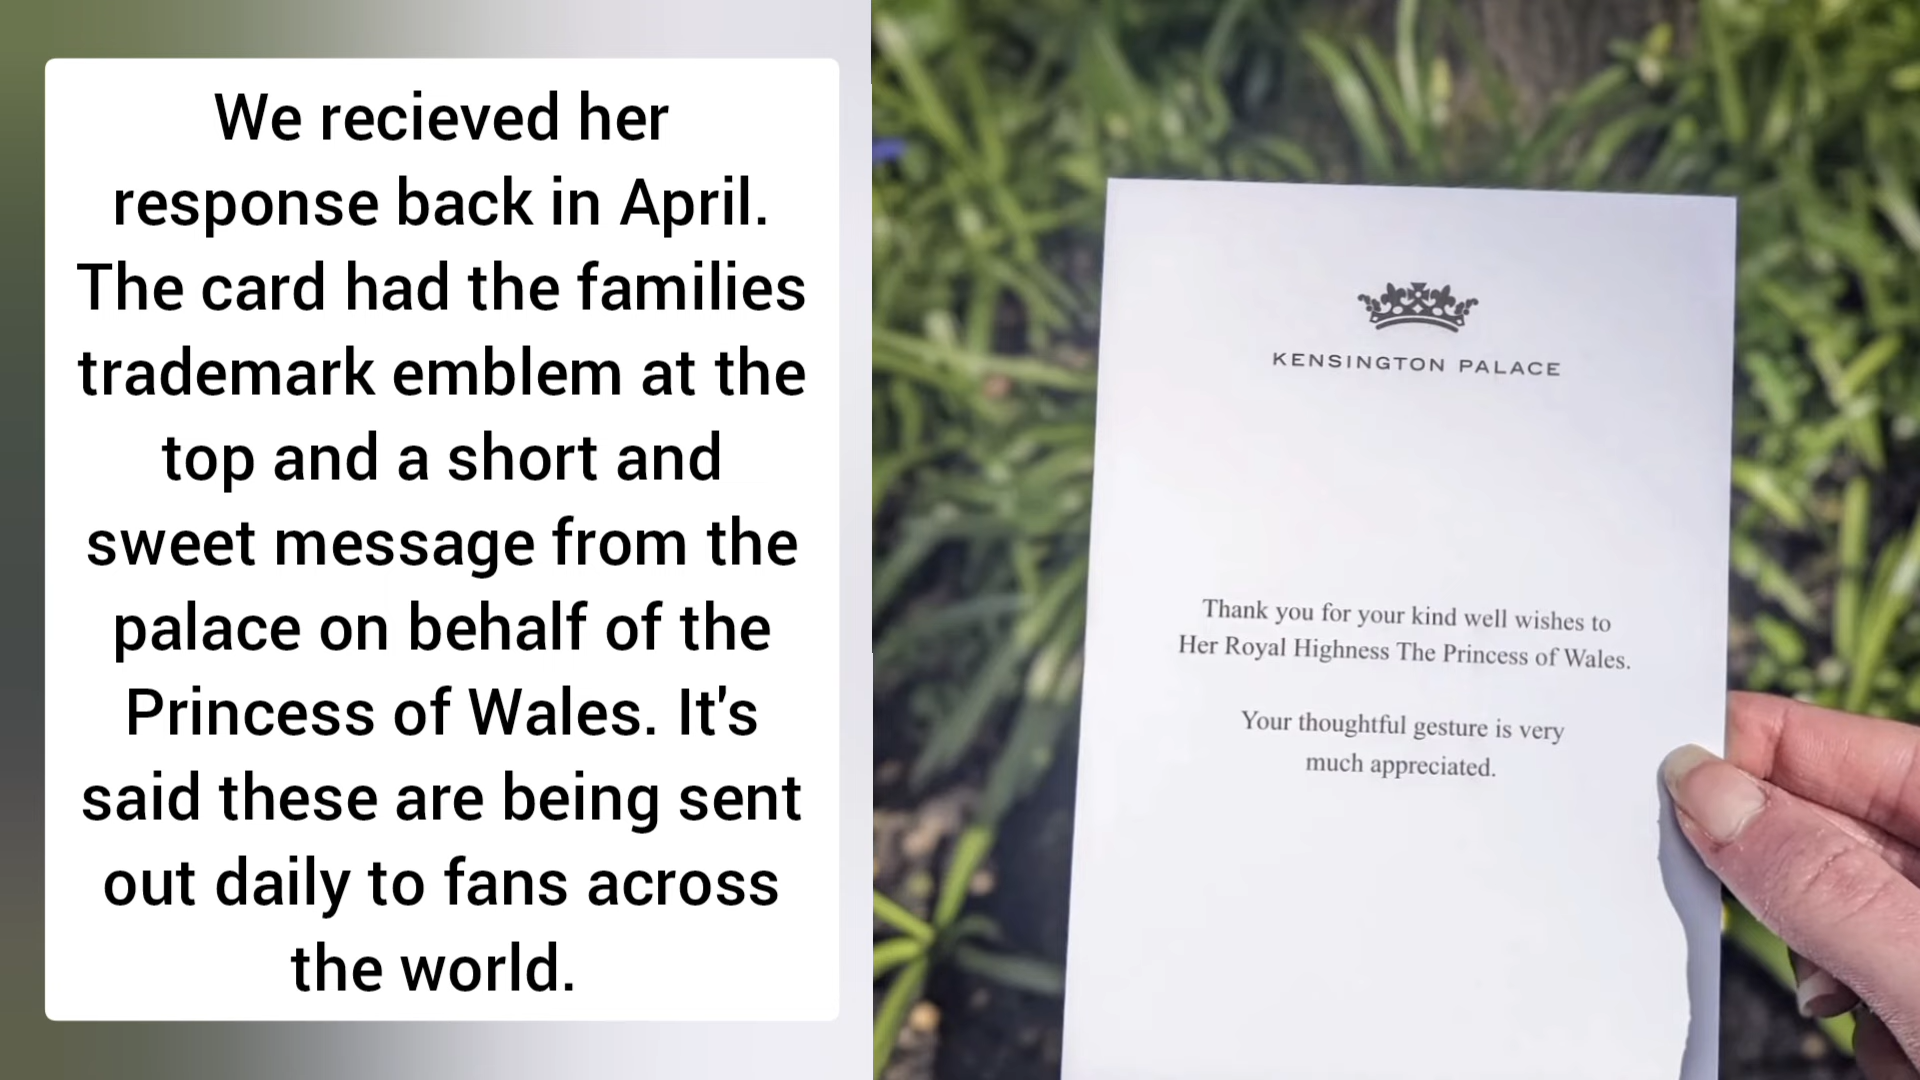 We recieved her
response back in April.
The card had the families
trademark emblem at the
top and a short and
sweet message from the
palace on behalf of the
Princess of Wales. It's
said these are being sent
out daily to fans across
the world.
KENSINGTON PALACE
Thank you for your kind well wishes to
Her Royal Highness The Princess of Wales.
Your thoughtful gesture is very
much appreciated.